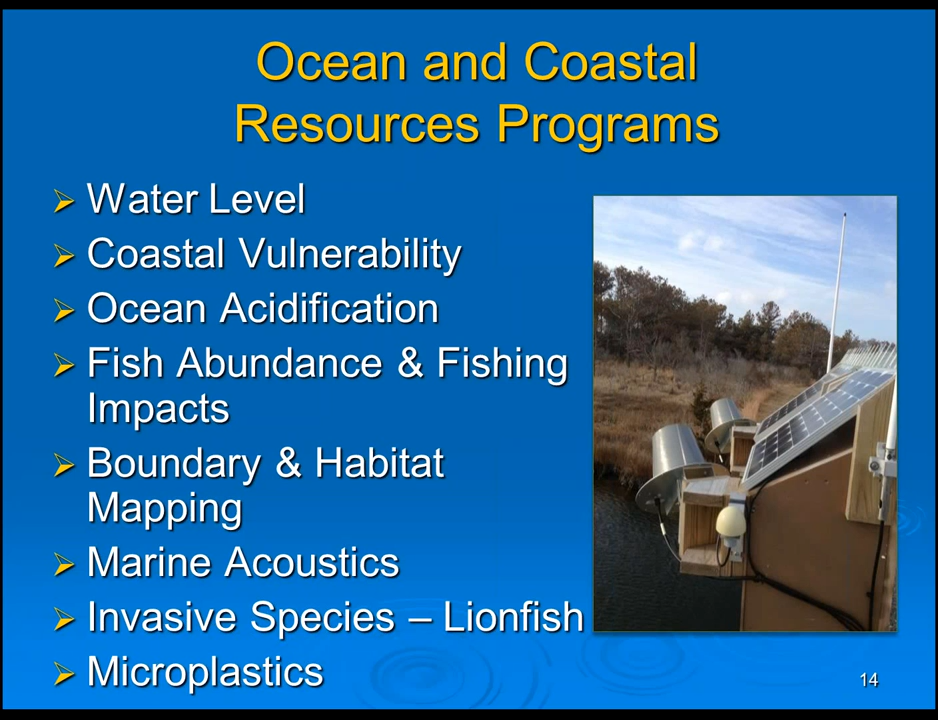 Ocean and Coastal
Resources Programs
➢ Water Level
➢ Coastal Vulnerability
➢ Ocean Acidification
➢ Fish Abundance & Fishing
Impacts
➢ Boundary & Habitat
Mapping
➢ Marine Acoustics
➢ Invasive Species – Lionfish
➢ Microplastics
14